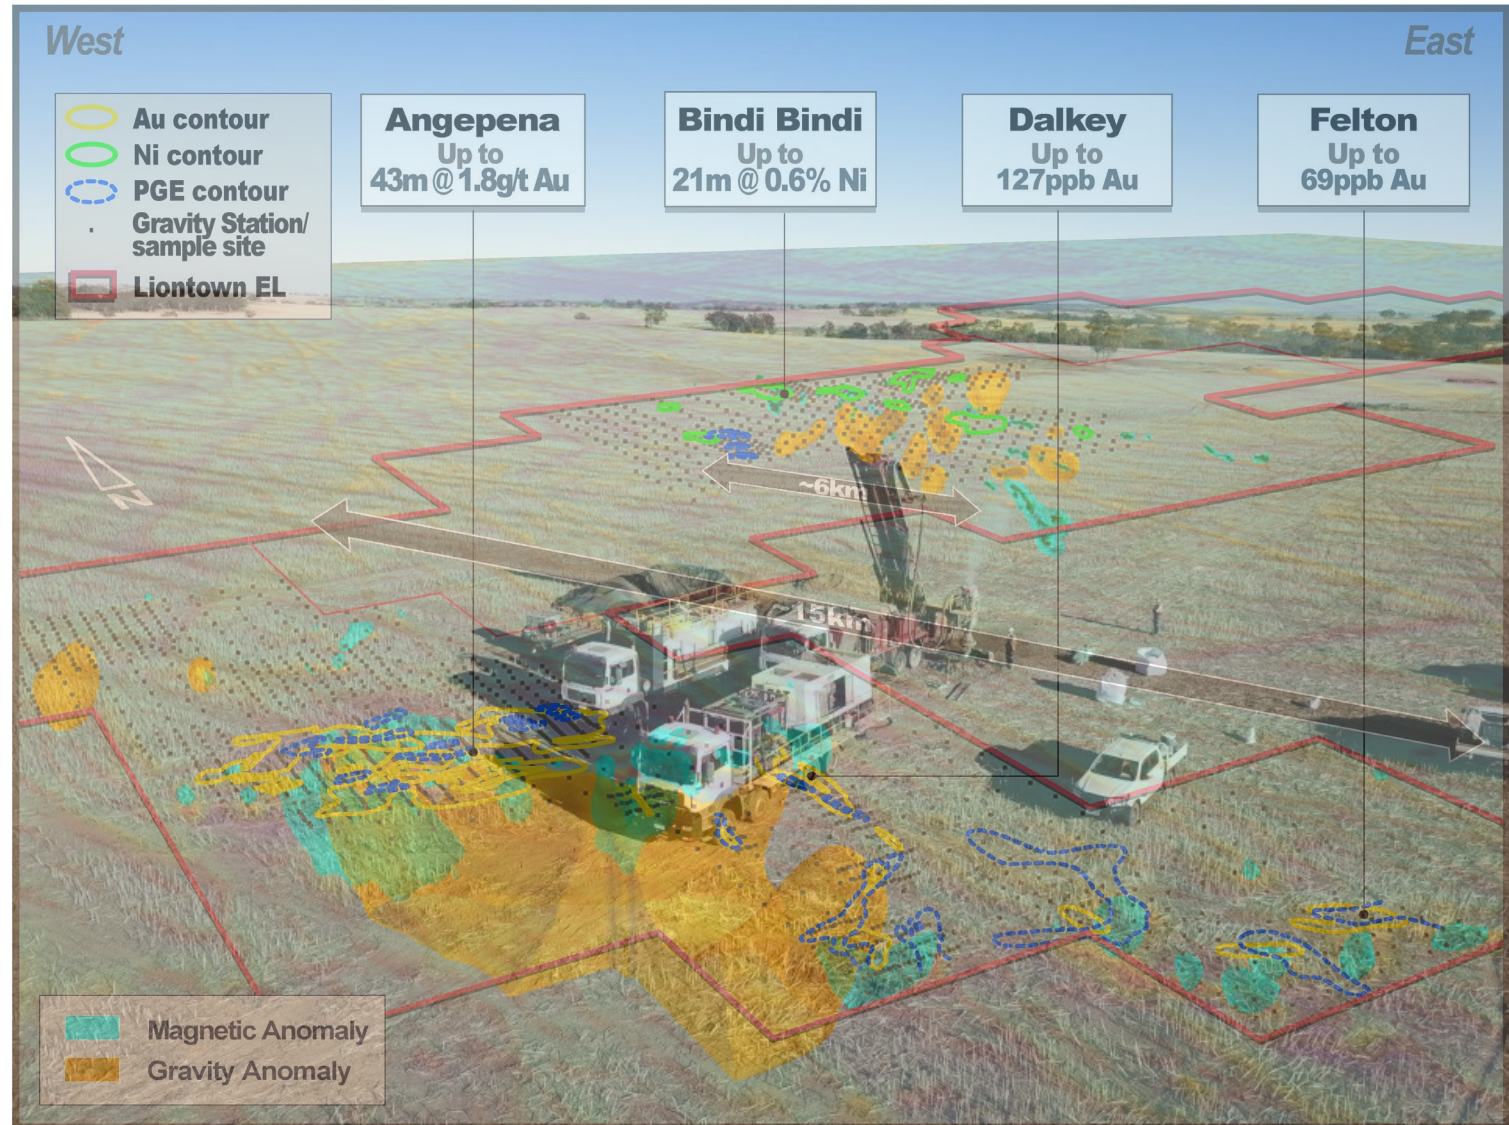 West
East
Au contour
Ni contour
PGE contour
Gravity Station/
sample site
Liontown EL
Angepena
Up to
43m @ 1.8g/t Au
Bindi Bindi
Up to
21m @ 0.6% Ni
Dalkey
Up to
127ppb Au
Felton
Up to
69ppb Au
N
~6km
~15km
Magnetic Anomaly
Gravity Anomaly